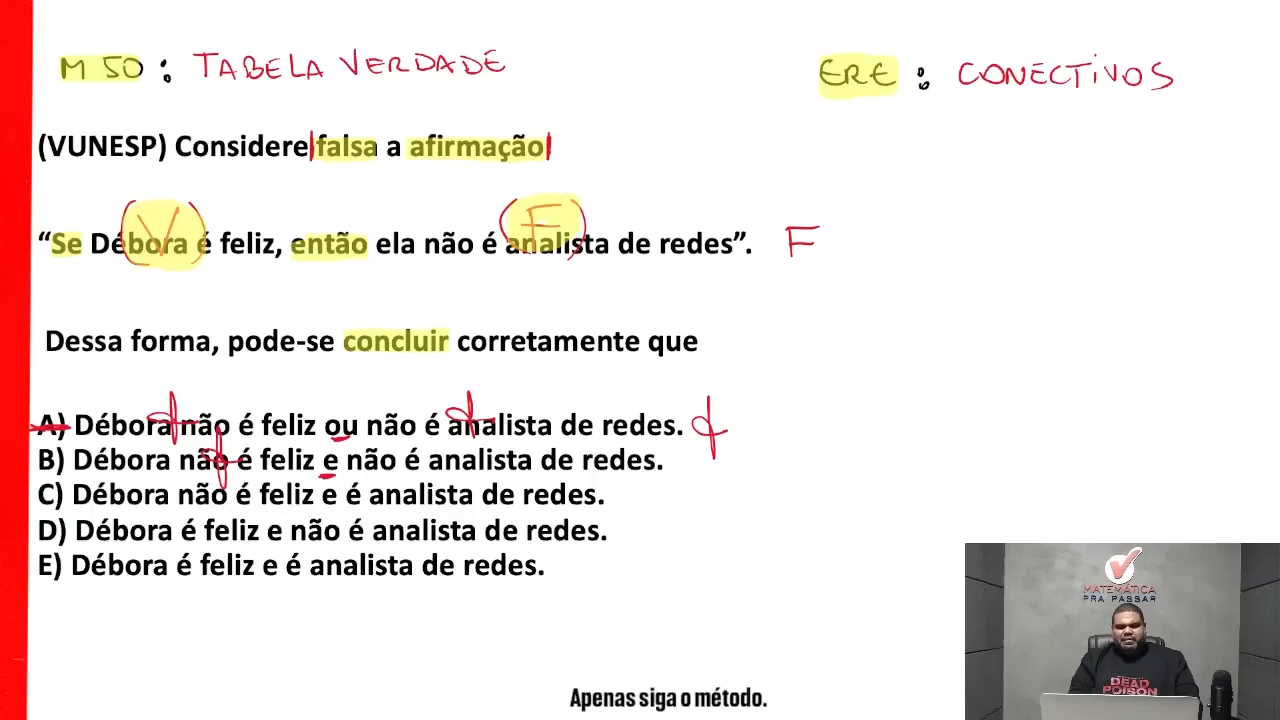 M 50 : TABELA VERDADE
ERE : CONECTIVOS
(VUNESP) Considere falsa a afirmação
V
F
“Se Débora é feliz, então ela não é analista de redes”. F
Dessa forma, pode-se concluir corretamente que
A) Débora não é feliz ou não é analista de redes.
B) Débora não é feliz e não é analista de redes.
C) Débora não é feliz e é analista de redes.
D) Débora é feliz e não é analista de redes.
E) Débora é feliz e é analista de redes.
MATEMÁTICA
PRA PASSAR
DEAD
POISON
Apenas siga o método.